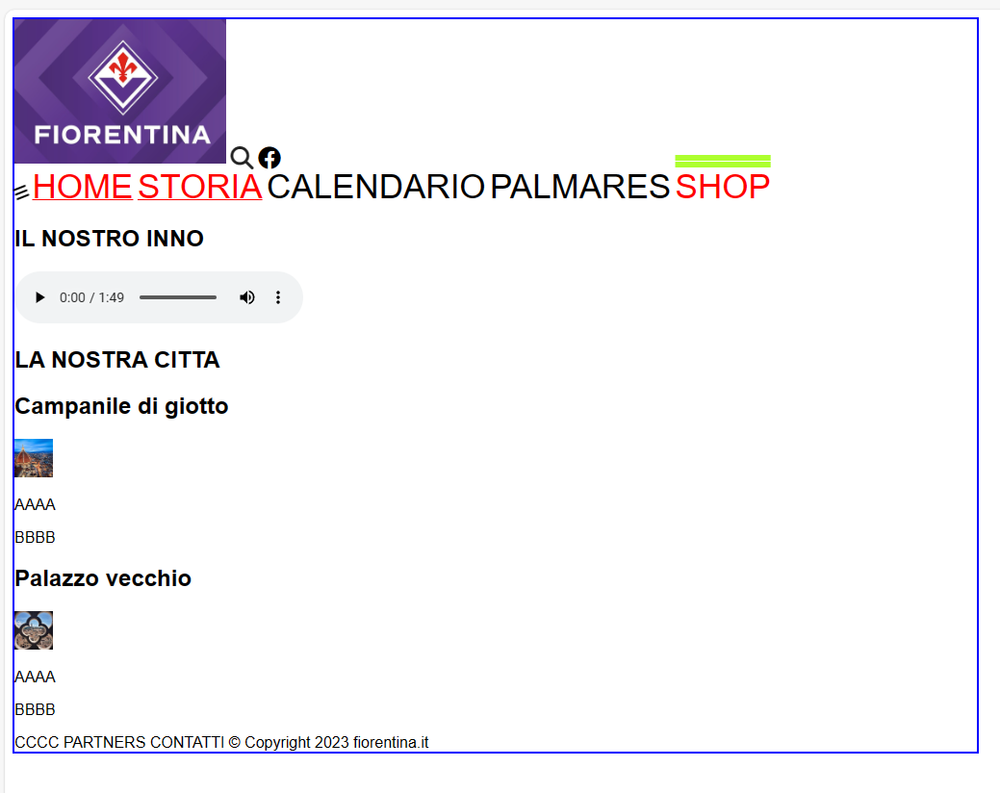 FIORENTINA
HOME STORIA CALENDARIO PALMARES SHOP
IL NOSTRO INNO
0:00 / 1:49
LA NOSTRA CITTA
Campanile di giotto
AAAA
BBBB
Palazzo vecchio
AAAA
BBBB
CCCC PARTNERS CONTATTI © Copyright 2023 fiorentina.it